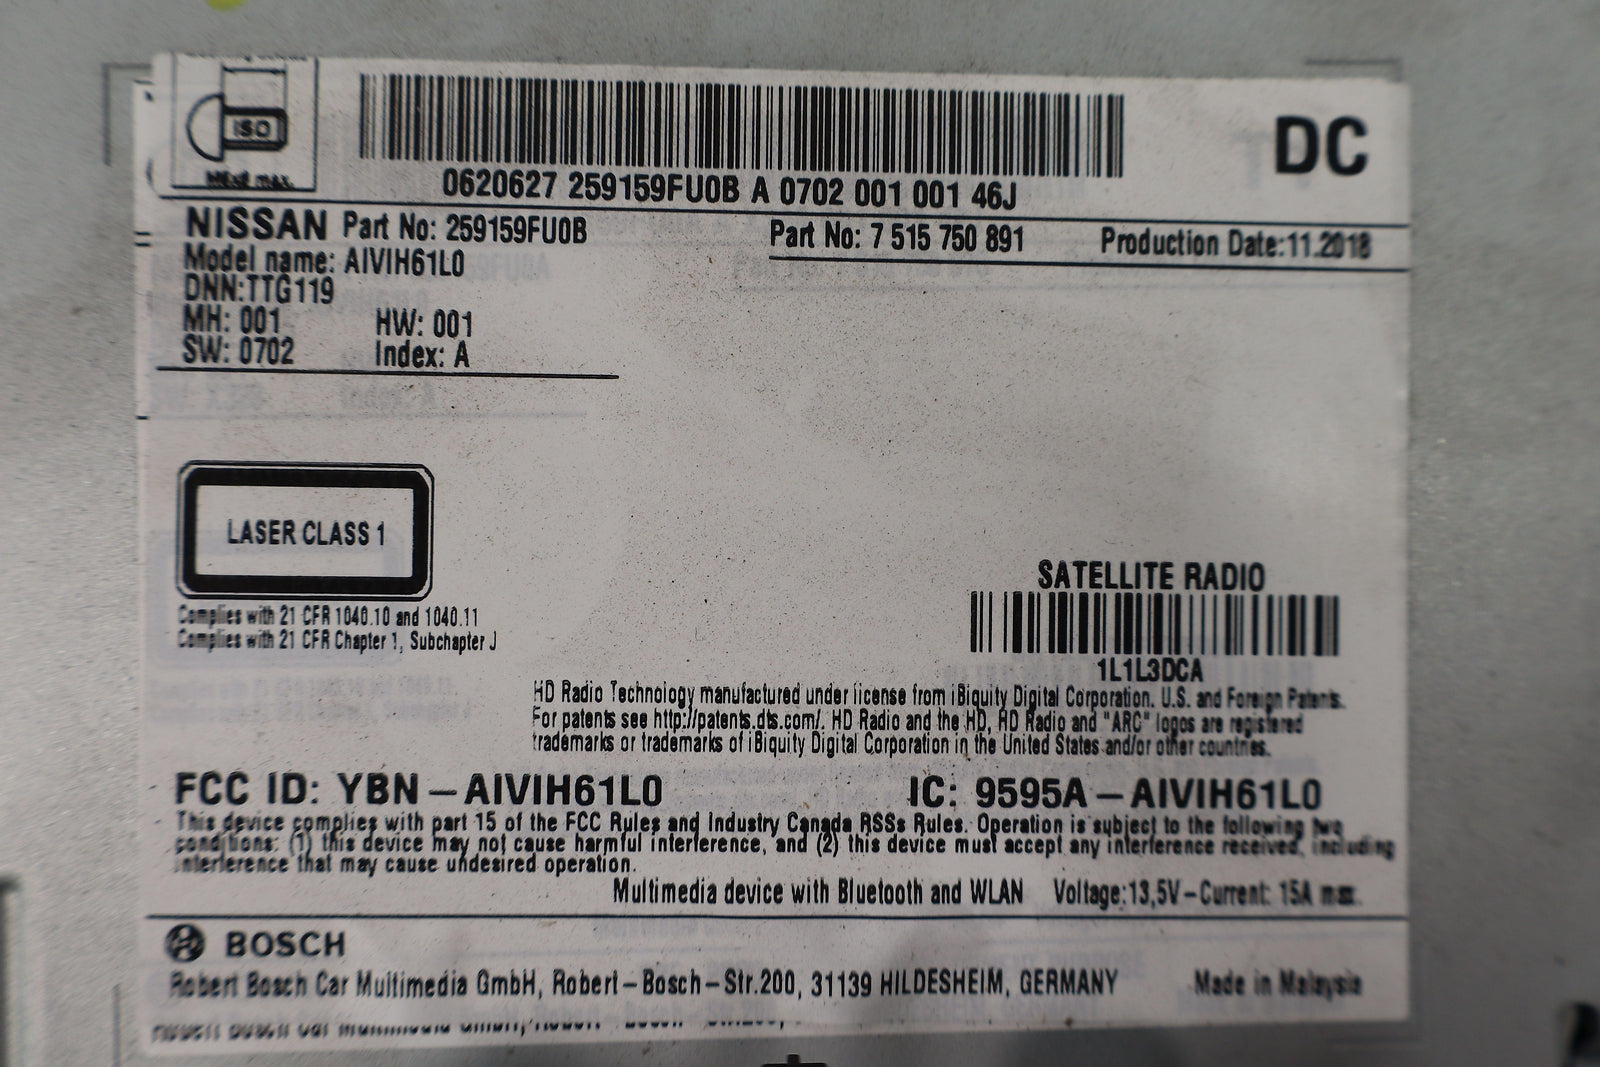 ISO
DC
0620627 259159FU0B A 0702 001 001 46J
NISSAN Part No: 259159FU0B
Part No: 7 515 750 891
Production Date:11.2018
Model name: AIVIH61L0
DNN:TTG119
MH: 001 HW: 001
SW: 0702 Index: A
LASER CLASS 1
Complies with 21 CFR 1040.10 and 1040.11
Complies with 21 CFR Chapter 1, Subchapter J
SATELLITE RADIO
1L1L3DCA
HD Radio Technology manufactured under license from iBiquity Digital Corporation. U.S. and Foreign Patents.
For patents see http://patents.dts.com/. HD Radio and the HD, HD Radio and "ARC" logos are registered
trademarks or trademarks of iBiquity Digital Corporation in the United States and/or other countries.
FCC ID: YBN-AIVIH61L0 IC: 9595A-AIVIH61L0
This device complies with part 15 of the FCC Rules and Industry Canada RSSs Rules. Operation is subject to the following two
conditions: (1) this device may not cause harmful interference, and (2) this device must accept any interference received, including
interference that may cause undesired operation.
Multimedia device with Bluetooth and WLAN Voltage:13,5V-Current: 15A max.
BOSCH
Robert Bosch Car Multimedia GmbH, Robert-Bosch-Str.200, 31139 HILDESHEIM, GERMANY Made in Malaysia